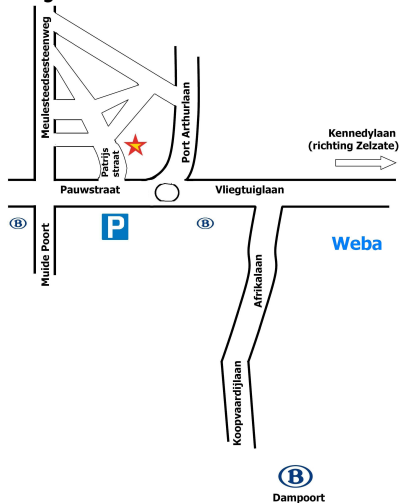 Meulesteedsesteenweg
Port Arthurlaan
Patrijs
straat
Kennedylaan
(richting Zelzate)
Pauwstraat
Vliegtuiglaan
B
P
B
Muide Poort
Weba
Afrikalaan
Koopvaardijlaan
B
Dampoort